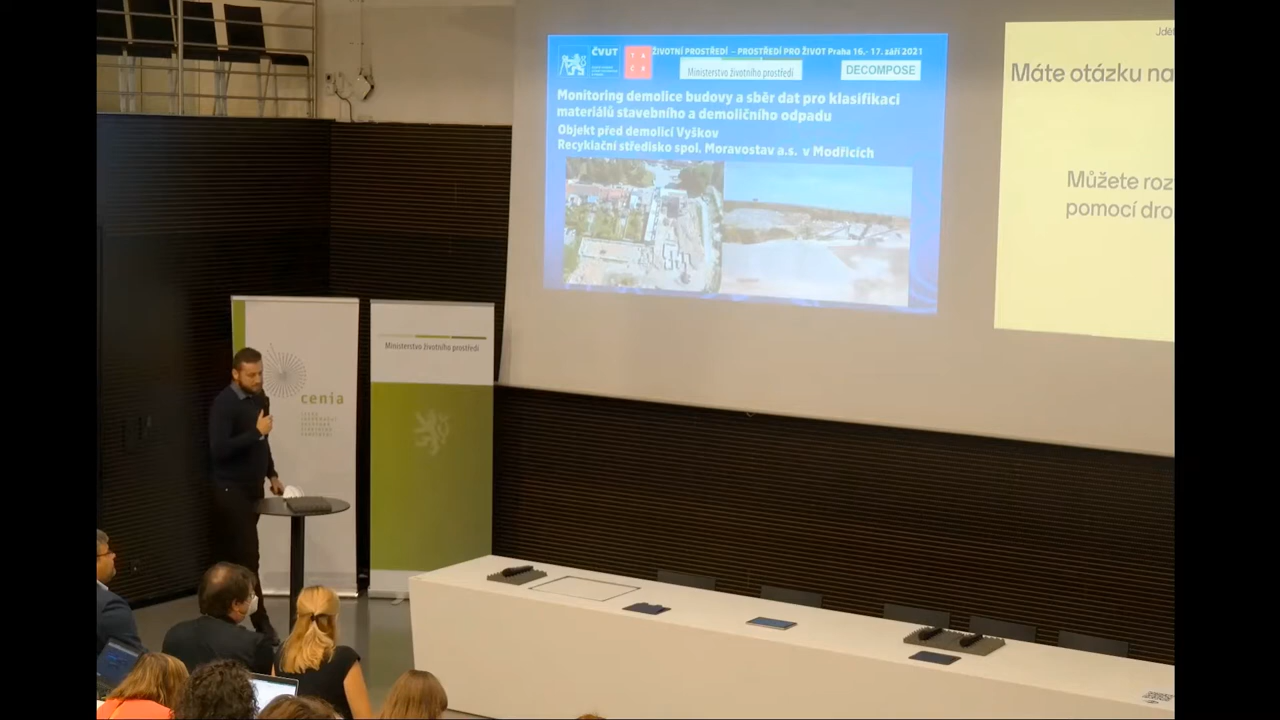 ČVUT
T A
Č R
ŽIVOTNÍ PROSTŘEDÍ – PROSTŘEDÍ PRO ŽIVOT Praha 16.- 17. září 2021
Ministerstvo životního prostředí
DECOMPOSE
Monitoring demolice budovy a sběr dat pro klasifikaci
materiálů stavebního a demoličního odpadu
Objekt před demolicí Vyškov
Recyklační středisko spol. Moravostav a.s. v Modřicích
Máte otázku na
Můžete roz
pomocí dro
cenia
Ministerstvo životního prostředí